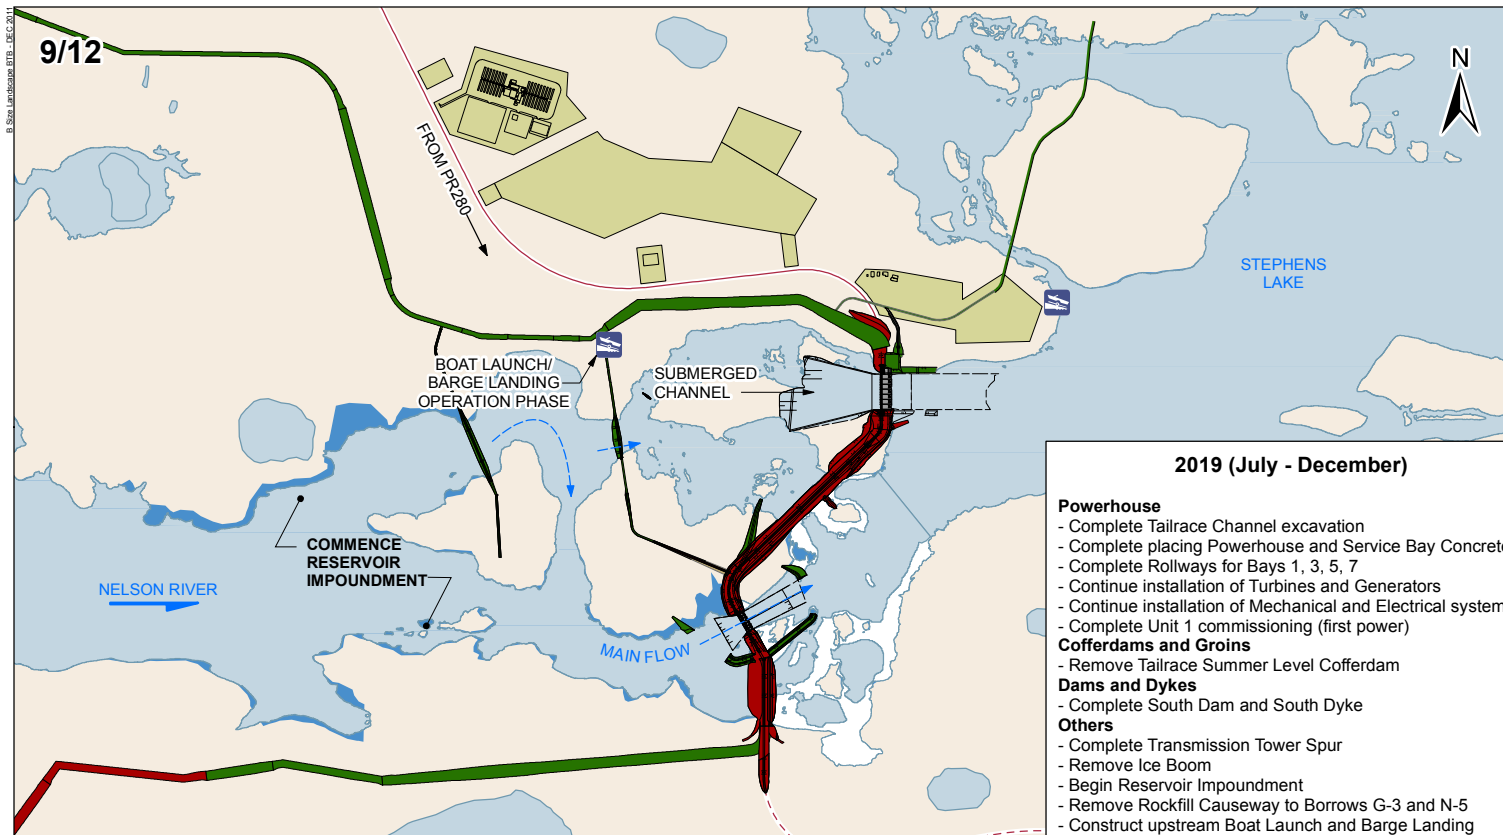 B Size Landscape BTB - DEC 2011
9/12
N
FROM PR280
STEPHENS
LAKE
BOAT LAUNCH/
BARGE LANDING
OPERATION PHASE
SUBMERGED
CHANNEL
COMMENCE
RESERVOIR
IMPOUNDMENT
NELSON RIVER
MAIN FLOW
2019 (July - December)
Powerhouse
- Complete Tailrace Channel excavation
- Complete placing Powerhouse and Service Bay Concrete
- Complete Rollways for Bays 1, 3, 5, 7
- Continue installation of Turbines and Generators
- Continue installation of Mechanical and Electrical system
- Complete Unit 1 commissioning (first power)
Cofferdams and Groins
- Remove Tailrace Summer Level Cofferdam
Dams and Dykes
- Complete South Dam and South Dyke
Others
- Complete Transmission Tower Spur
- Remove Ice Boom
- Begin Reservoir Impoundment
- Remove Rockfill Causeway to Borrows G-3 and N-5
- Construct upstream Boat Launch and Barge Landing